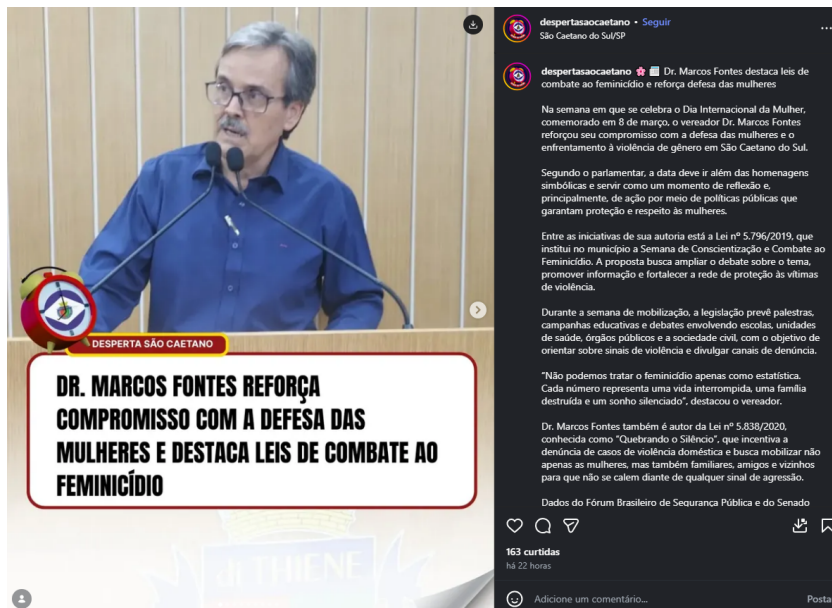 DESPERTA SÃO CAETANO
DR. MARCOS FONTES REFORÇA
COMPROMISSO COM A DEFESA DAS
MULHERES E DESTACA LEIS DE COMBATE AO
FEMINICÍDIO
despertasaocaetano • Seguir
São Caetano do Sul/SP
despertasaocaetano 🌸 📰 Dr. Marcos Fontes destaca leis de
combate ao feminicídio e reforça defesa das mulheres
Na semana em que se celebra o Dia Internacional da Mulher,
comemorado em 8 de março, o vereador Dr. Marcos Fontes
reforçou seu compromisso com a defesa das mulheres e o
enfrentamento à violência de gênero em São Caetano do Sul.
Segundo o parlamentar, a data deve ir além das homenagens
simbólicas e servir como um momento de reflexão e,
principalmente, de ação por meio de políticas públicas que
garantam proteção e respeito às mulheres.
Entre as iniciativas de sua autoria está a Lei nº 5.796/2019, que
institui no município a Semana de Conscientização e Combate ao
Feminicídio. A proposta busca ampliar o debate sobre o tema,
promover informação e fortalecer a rede de proteção às vítimas
de violência.
Durante a semana de mobilização, a legislação prevê palestras,
campanhas educativas e debates envolvendo escolas, unidades
de saúde, órgãos públicos e a sociedade civil, com o objetivo de
orientar sobre sinais de violência e divulgar canais de denúncia.
“Não podemos tratar o feminicídio apenas como estatística.
Cada número representa uma vida interrompida, uma família
destruída e um sonho silenciado”, destacou o vereador.
Dr. Marcos Fontes também é autor da Lei nº 5.838/2020,
conhecida como “Quebrando o Silêncio”, que incentiva a
denúncia de casos de violência doméstica e busca mobilizar não
apenas as mulheres, mas também familiares, amigos e vizinhos
para que não se calem diante de qualquer sinal de agressão.
Dados do Fórum Brasileiro de Segurança Pública e do Senado
163 curtidas
há 22 horas
Adicione um comentário...
Posta